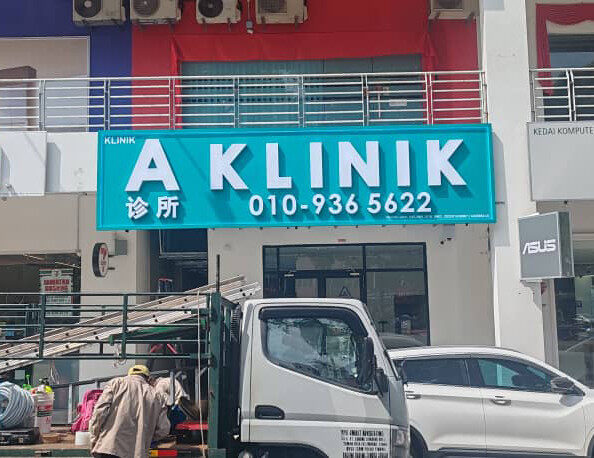 KLINIK
A KLINIK
诊所
010-936 5622
KEDAI KOMPUTE
ASUS